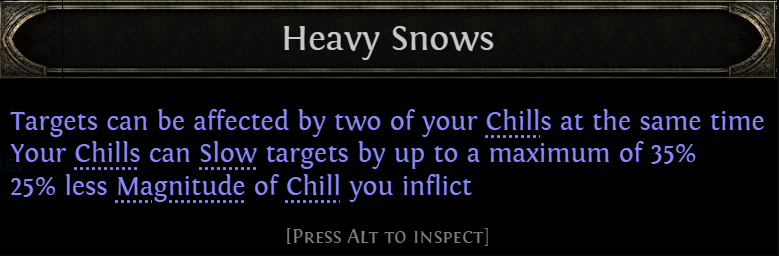 Heavy Snows
Targets can be affected by two of your Chills at the same time
Your Chills can Slow targets by up to a maximum of 35%
25% less Magnitude of Chill you inflict
[Press Alt to inspect]